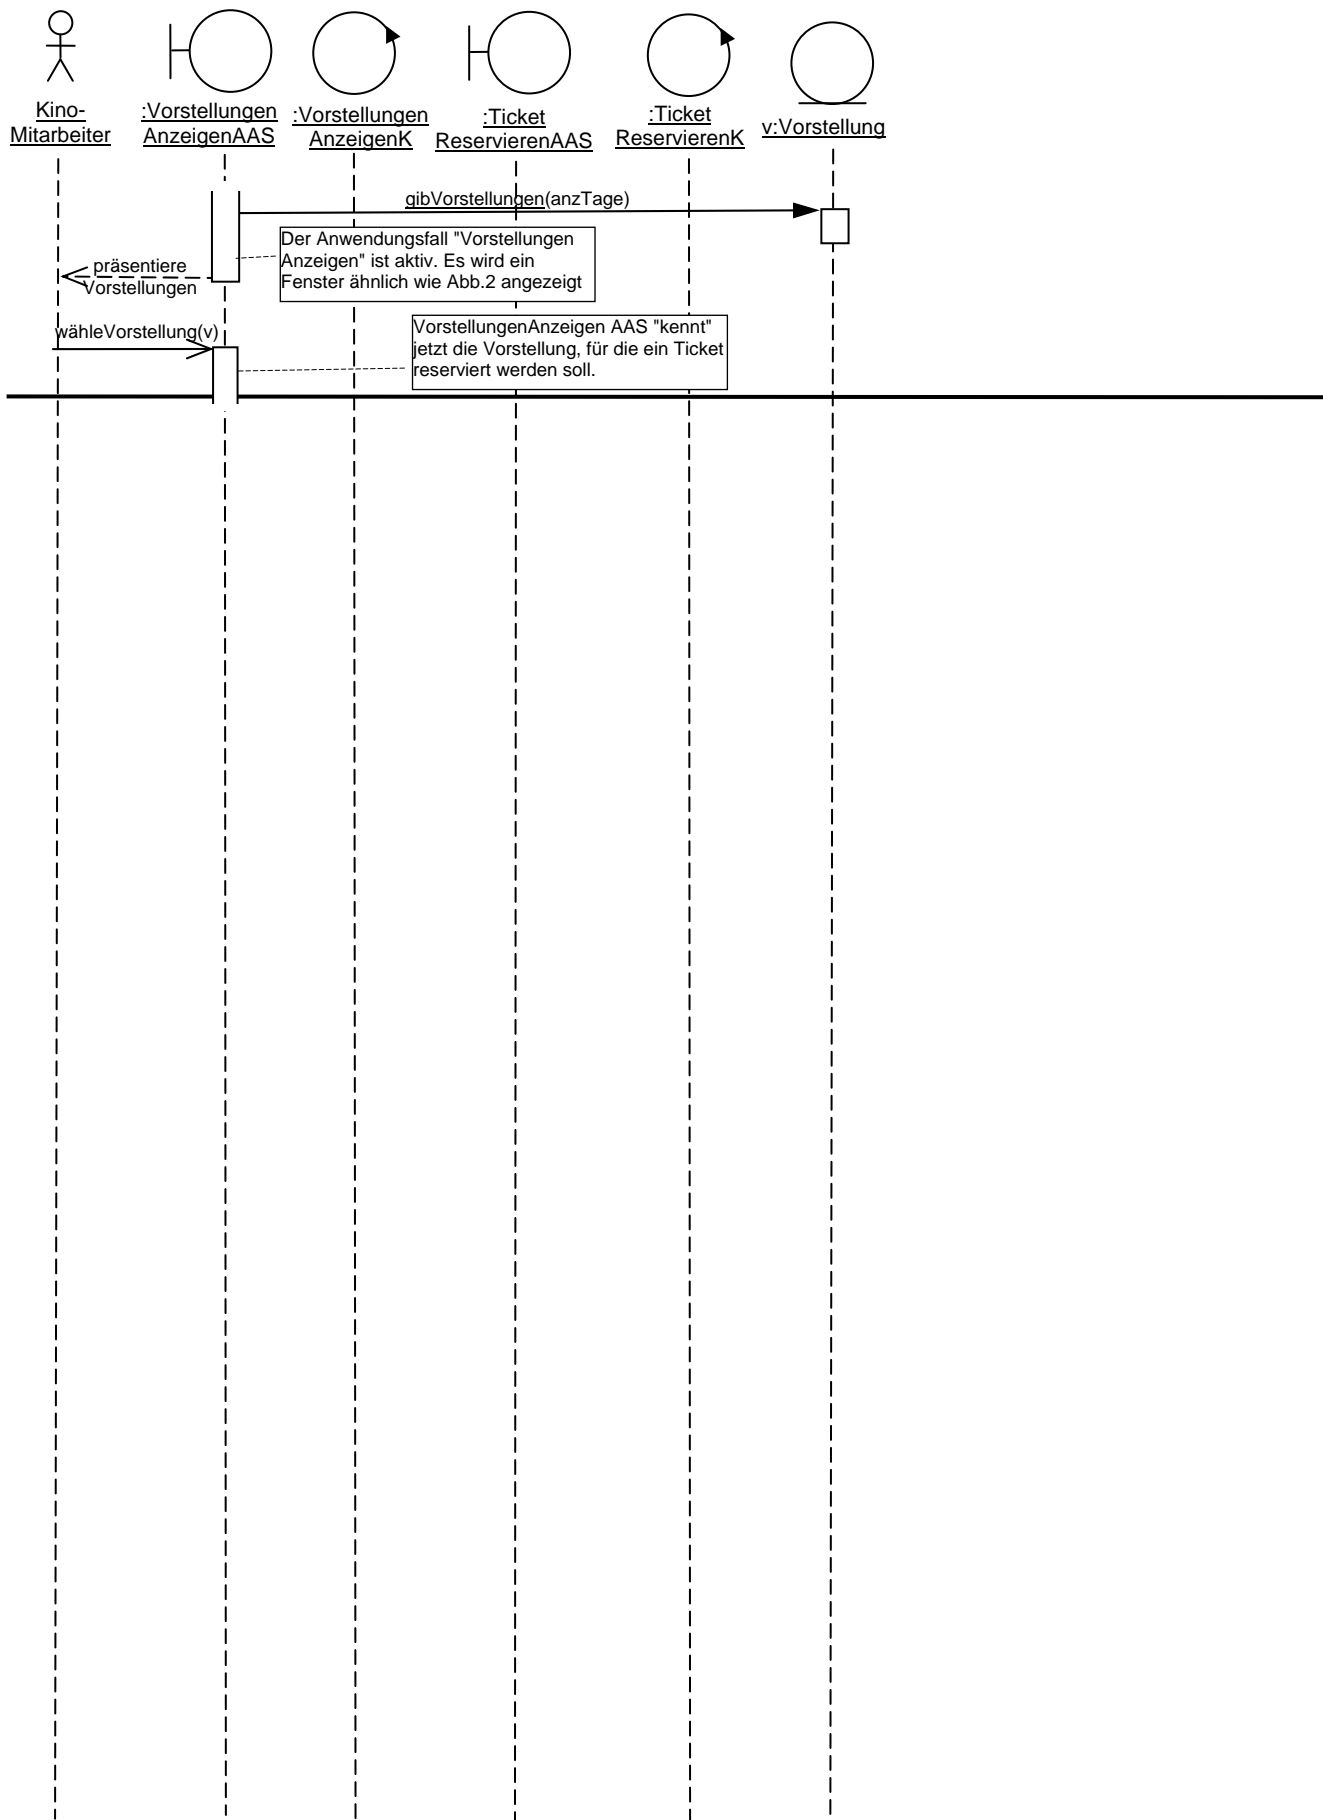 Kino-
Mitarbeiter
:Vorstellungen
AnzeigenAAS
:Vorstellungen
AnzeigenK
:Ticket
ReservierenAAS
:Ticket
ReservierenK
v:Vorstellung
gibVorstellungen(anzTage)
Der Anwendungsfall "Vorstellungen
Anzeigen" ist aktiv. Es wird ein
Fenster ähnlich wie Abb.2 angezeigt
präsentiere
Vorstellungen
wähleVorstellung(v)
VorstellungenAnzeigen AAS "kennt"
jetzt die Vorstellung, für die ein Ticket
reserviert werden soll.